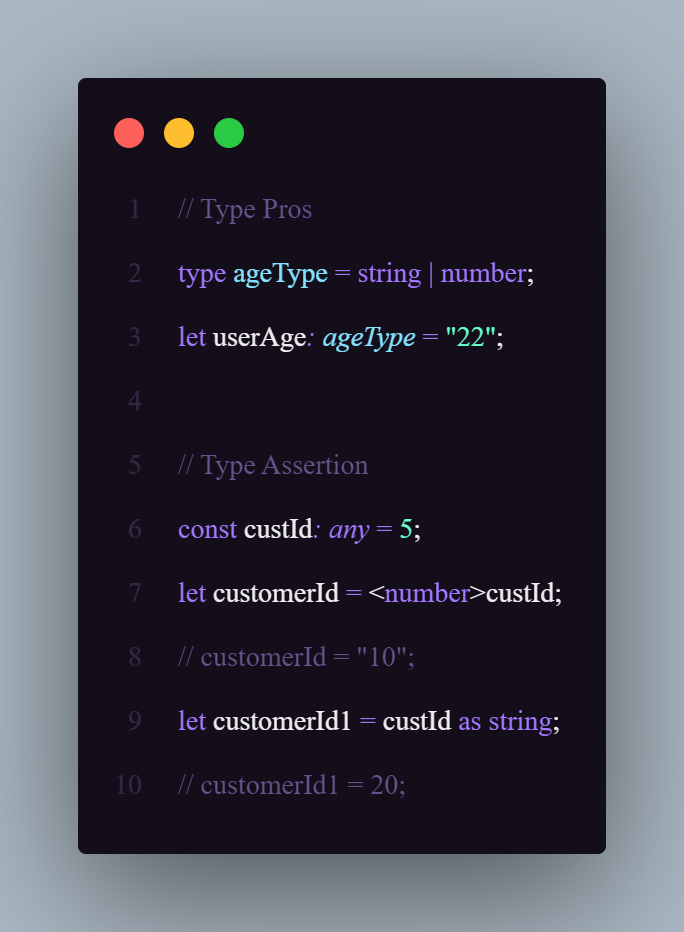 1 // Type Pros
2 type ageType = string | number;
3 let userAge: ageType = "22";
4
5 // Type Assertion
6 const custId: any = 5;
7 let customerId = <number>custId;
8 // customerId = "10";
9 let customerId1 = custId as string;
10 // customerId1 = 20;